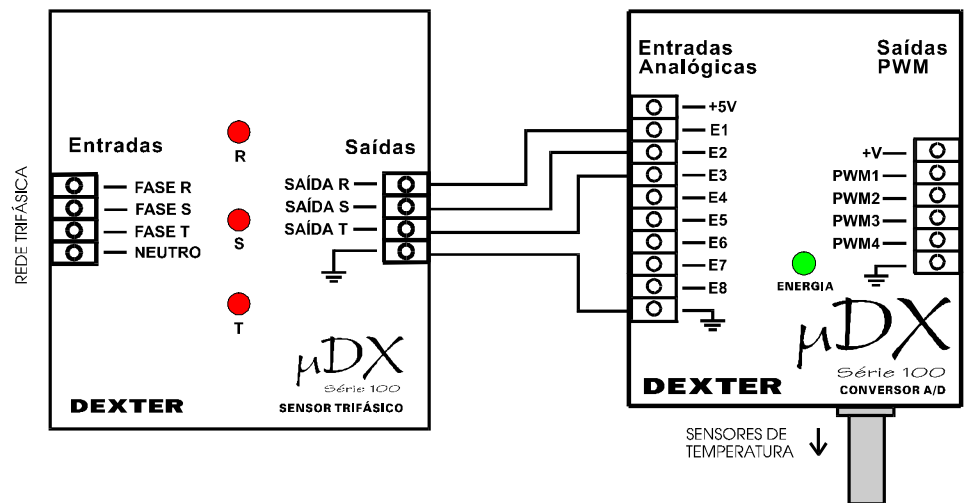 REDE TRIFÁSICA
Entradas
FASE R
FASE S
FASE T
NEUTRO
R
S
T
Saídas
SAÍDA R
SAÍDA S
SAÍDA T
µDX
Série 100
DEXTER
SENSOR TRIFÁSICO
Entradas
Analógicas
+5V
E1
E2
E3
E4
E5
E6
E7
E8
Saídas
PWM
+V
PWM1
PWM2
PWM3
PWM4
ENERGIA
µDX
Série 100
DEXTER
CONVERSOR A/D
SENSORES DE
TEMPERATURA